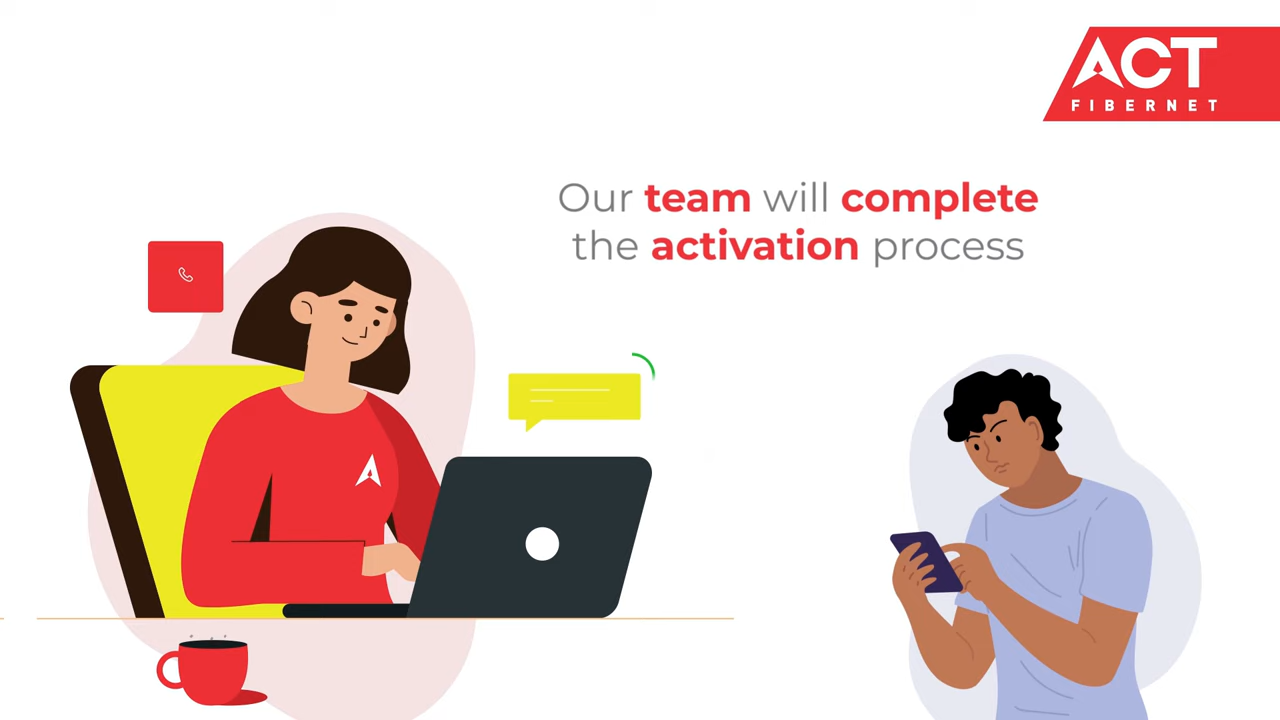 ACT
FIBERNET
Our team will complete
the activation process